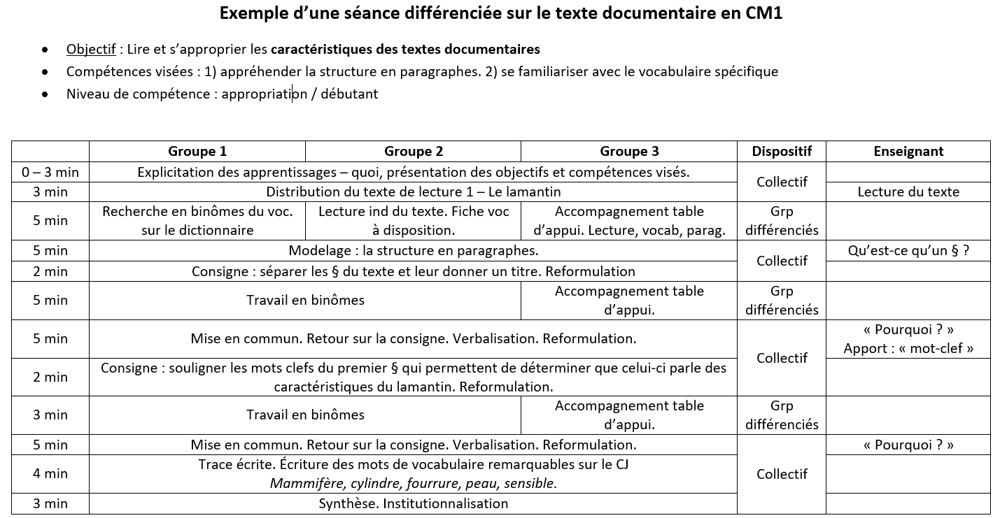 Exemple d’une séance différenciée sur le texte documentaire en CM1
• Objectif : Lire et s’approprier les caractéristiques des textes documentaires
• Compétences visées : 1) appréhender la structure en paragraphes. 2) se familiariser avec le vocabulaire spécifique
• Niveau de compétence : appropriation / débutant
Groupe 1 Groupe 2 Groupe 3 Dispositif Enseignant
0 – 3 min Explicitation des apprentissages – quoi, présentation des objectifs et compétences visés.
Collectif
3 min Distribution du texte de lecture 1 – Le lamantin Lecture du texte
5 min
Recherche en binômes du voc.
sur le dictionnaire
Lecture ind du texte. Fiche voc
à disposition.
Accompagnement table
d’appui. Lecture, vocab, parag.
Grp
différenciés
5 min Modelage : la structure en paragraphes. Qu’est-ce qu’un § ?
Collectif
2 min Consigne : séparer les § du texte et leur donner un titre. Reformulation
5 min Travail en binômes
Accompagnement table
d’appui.
Grp
différenciés
5 min Mise en commun. Retour sur la consigne. Verbalisation. Reformulation.
« Pourquoi ? »
Apport : « mot-clef »
Collectif
2 min
Consigne : souligner les mots clefs du premier § qui permettent de déterminer que celui-ci parle des
caractéristiques du lamantin. Reformulation.
3 min Travail en binômes
Accompagnement table
d’appui.
Grp
différenciés
5 min Mise en commun. Retour sur la consigne. Verbalisation. Reformulation. « Pourquoi ? »
4 min
Trace écrite. Écriture des mots de vocabulaire remarquables sur le CJ
Mammifère, cylindre, fourrure, peau, sensible.
Collectif
3 min Synthèse. Institutionnalisation